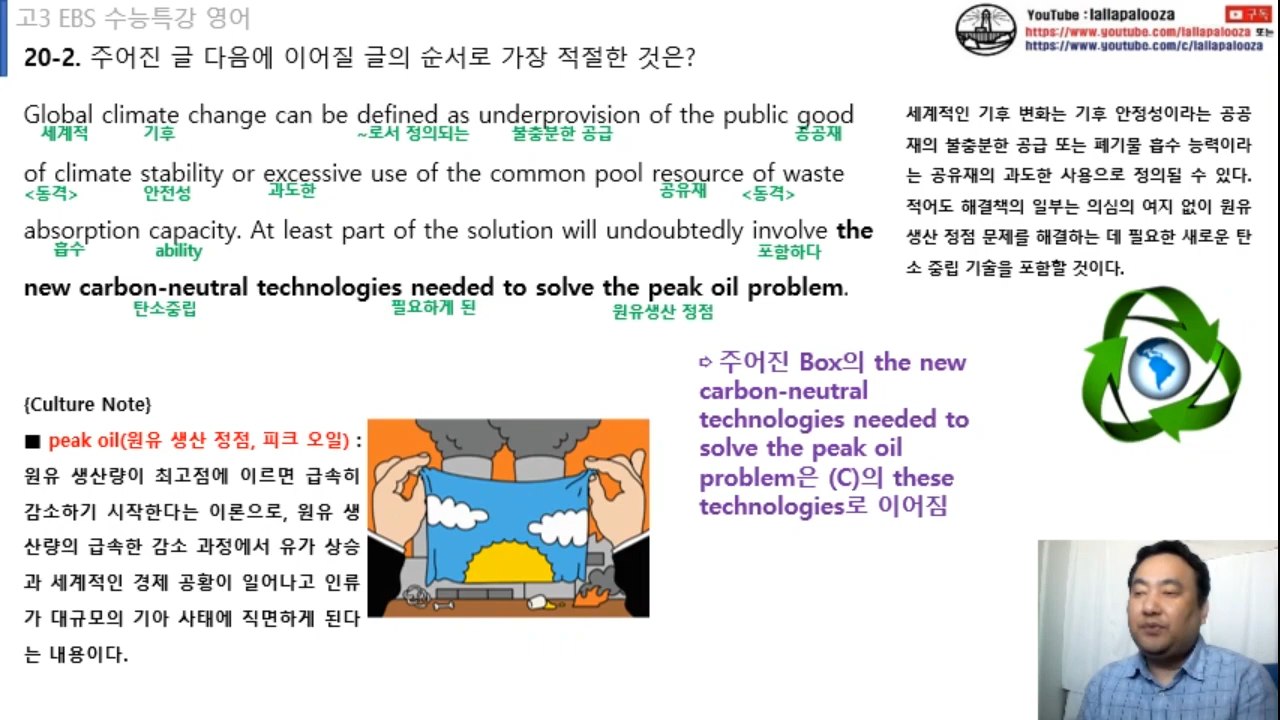 고3 EBS 수능특강 영어
YouTube : lallapalooza
구독
https://www.youtube.com/lallapalooza 또는
https://www.youtube.com/c/lallapalooza
20-2. 주어진 글 다음에 이어질 글의 순서로 가장 적절한 것은?
Global climate change can be defined as underprovision of the public good
세계적 기후 ~로서 정의되는 불충분한 공급 공공재
of climate stability or excessive use of the common pool resource of waste
<동격> 안전성 과도한 공유재 <동격>
absorption capacity. At least part of the solution will undoubtedly involve the
흡수 ability 포함하다
new carbon-neutral technologies needed to solve the peak oil problem.
탄소중립 필요하게 된 원유생산 정점
세계적인 기후 변화는 기후 안정성이라는 공공
재의 불충분한 공급 또는 폐기물 흡수 능력이라
는 공유재의 과도한 사용으로 정의될 수 있다.
적어도 해결책의 일부는 의심의 여지 없이 원유
생산 정점 문제를 해결하는 데 필요한 새로운 탄
소 중립 기술을 포함할 것이다.
{Culture Note}
■ peak oil(원유 생산 정점, 피크 오일) :
원유 생산량이 최고점에 이르면 급속히
감소하기 시작한다는 이론으로, 원유 생
산량의 급속한 감소 과정에서 유가 상승
과 세계적인 경제 공황이 일어나고 인류
가 대규모의 기아 사태에 직면하게 된다
는 내용이다.
⇨ 주어진 Box의 the new
carbon-neutral
technologies needed to
solve the peak oil
problem은 (C)의 these
technologies로 이어짐